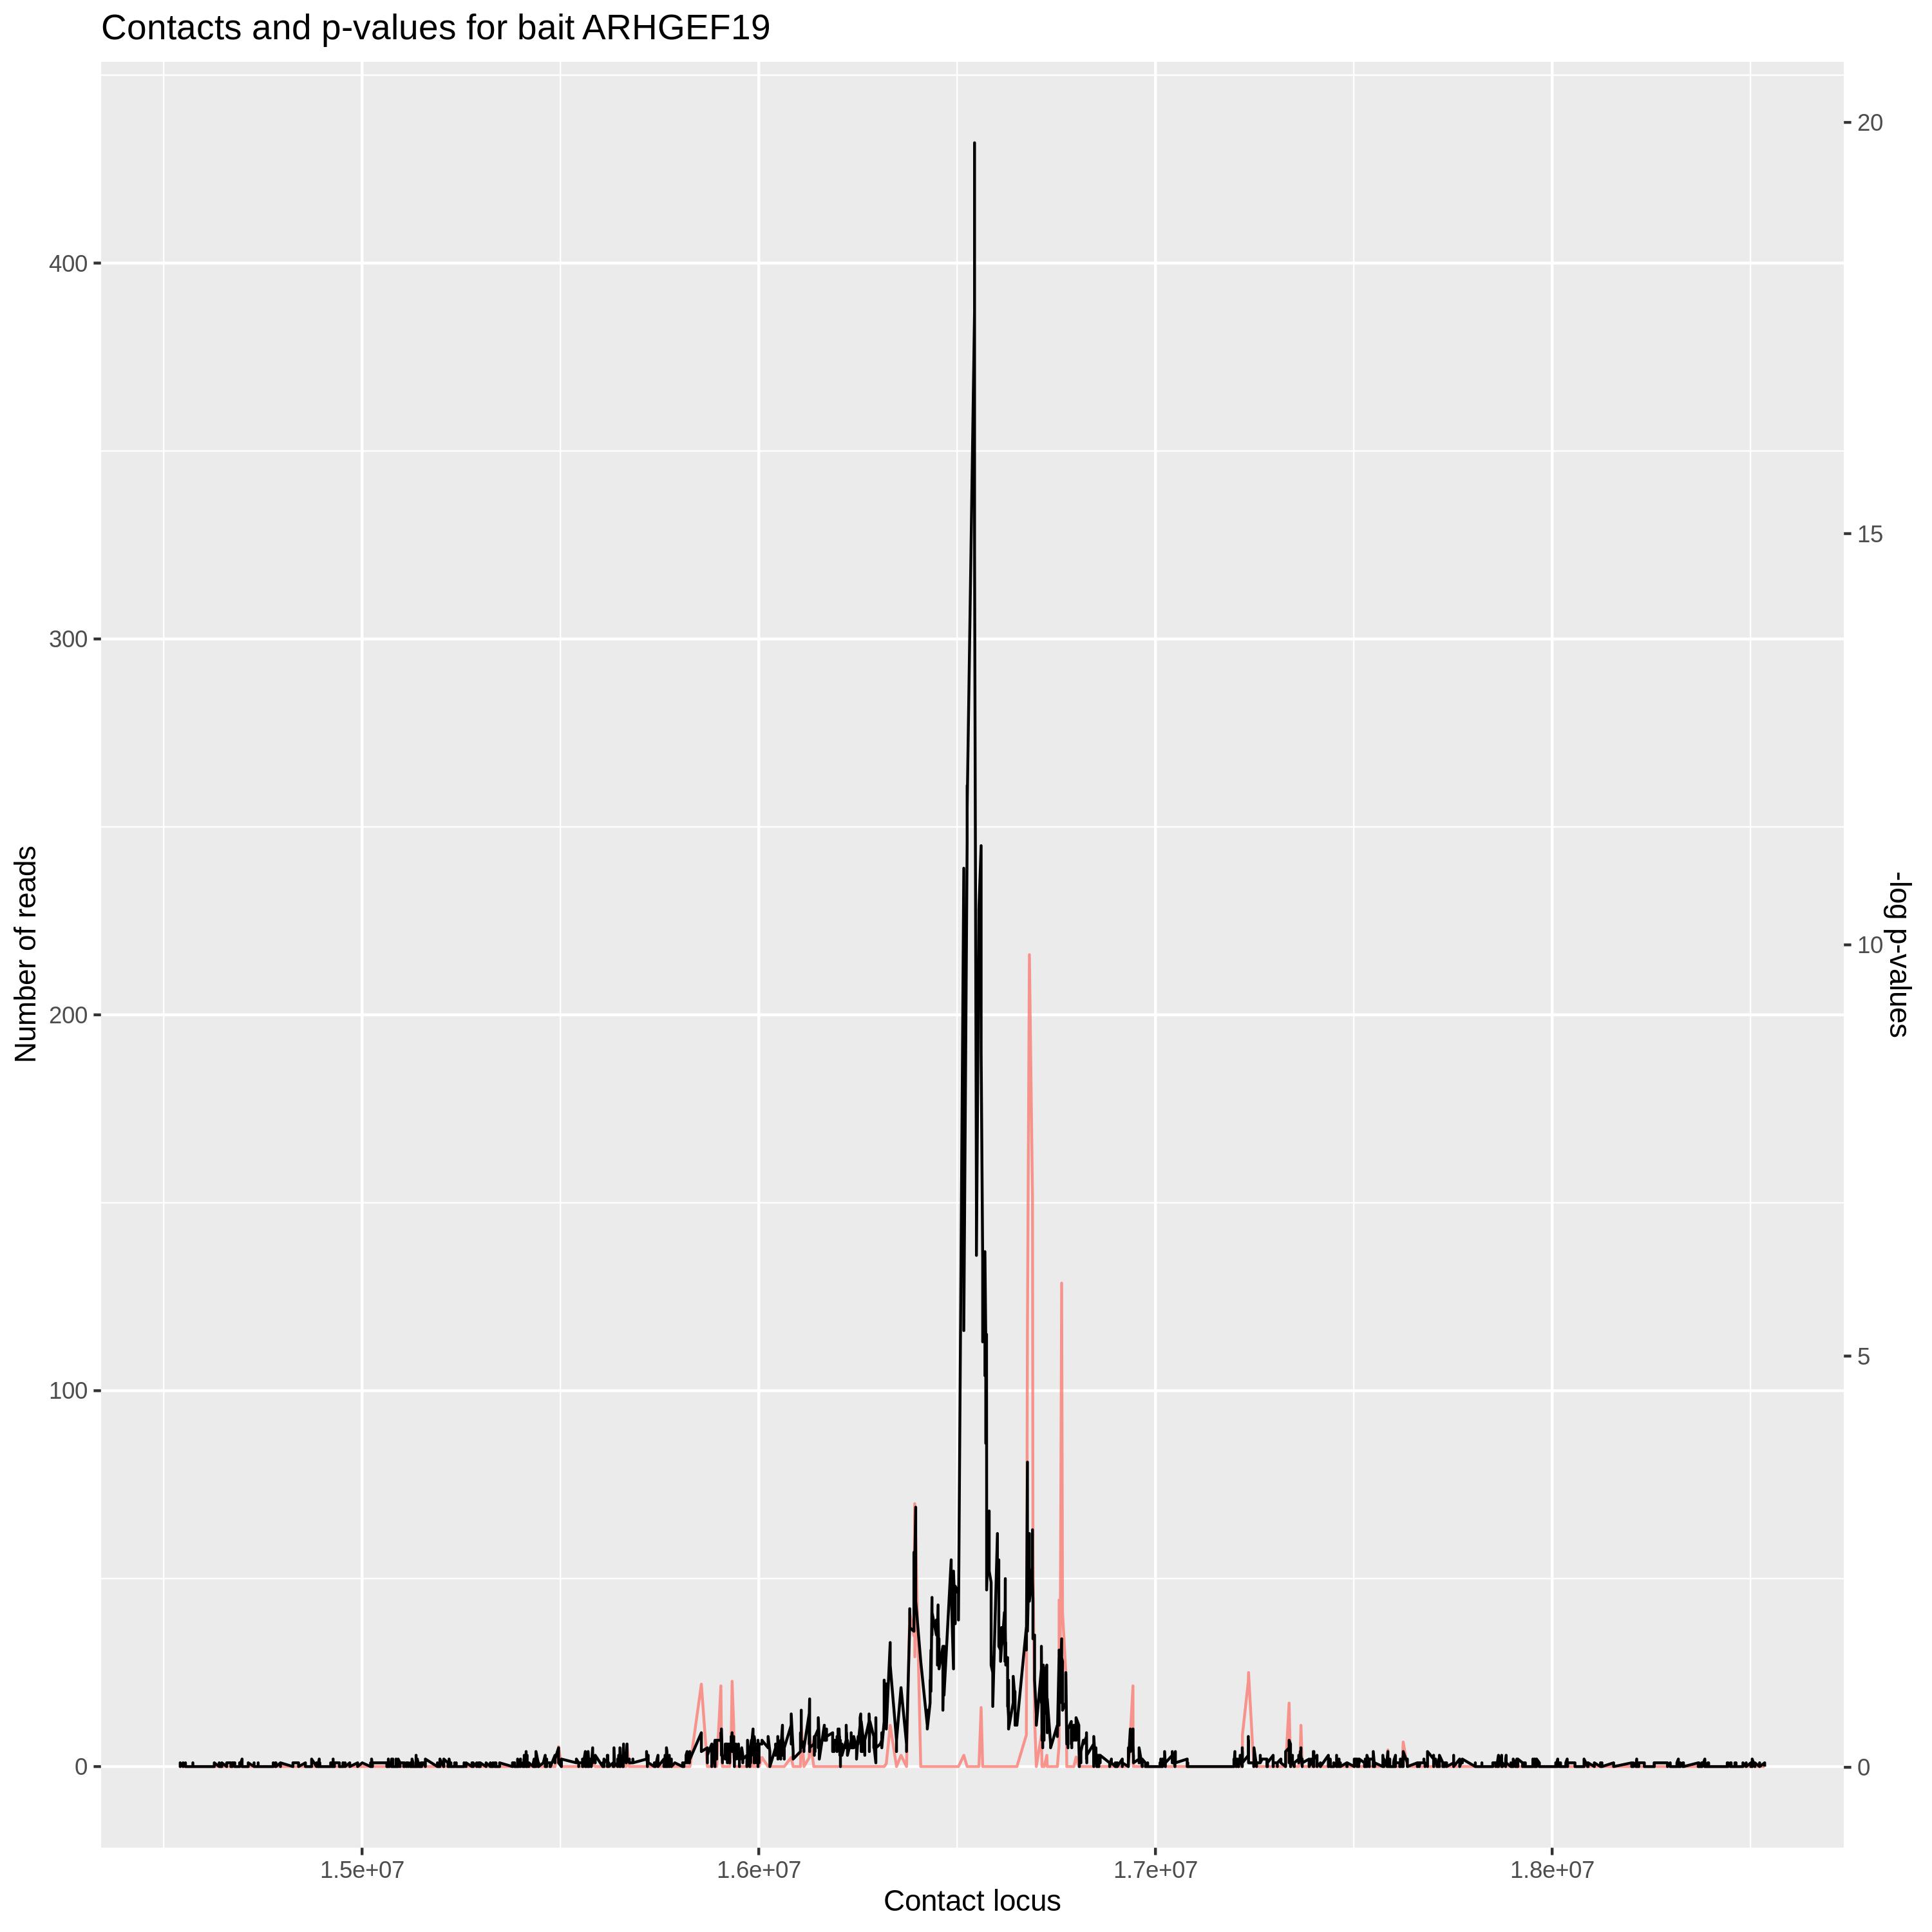 Contacts and p-values for bait ARHGEF19
Number of reads
400
300
200
100
0
20
15
10
5
0
-log p-values
1.5e+07
1.6e+07
1.7e+07
1.8e+07
Contact locus